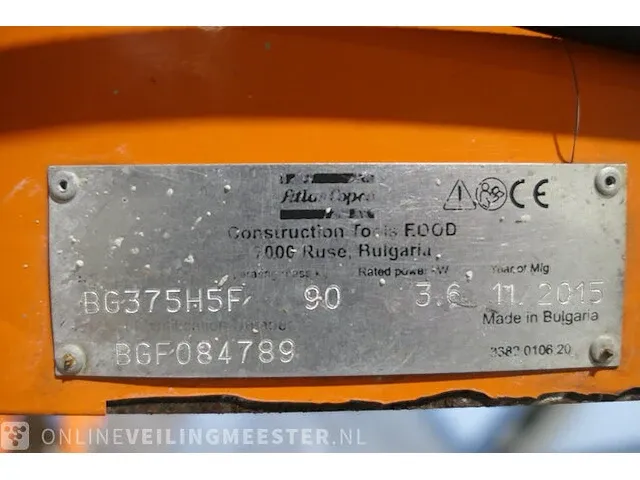 Atlas Copco
CE
Construction Tools EOOD
7000 Ruse, Bulgaria
Rated power kW Year of Mfg
BG375H5F 90 3.6 11.2015
Made in Bulgaria
BGF084789
3382 0106 20
ONLINEVEILINGMEESTER.NL